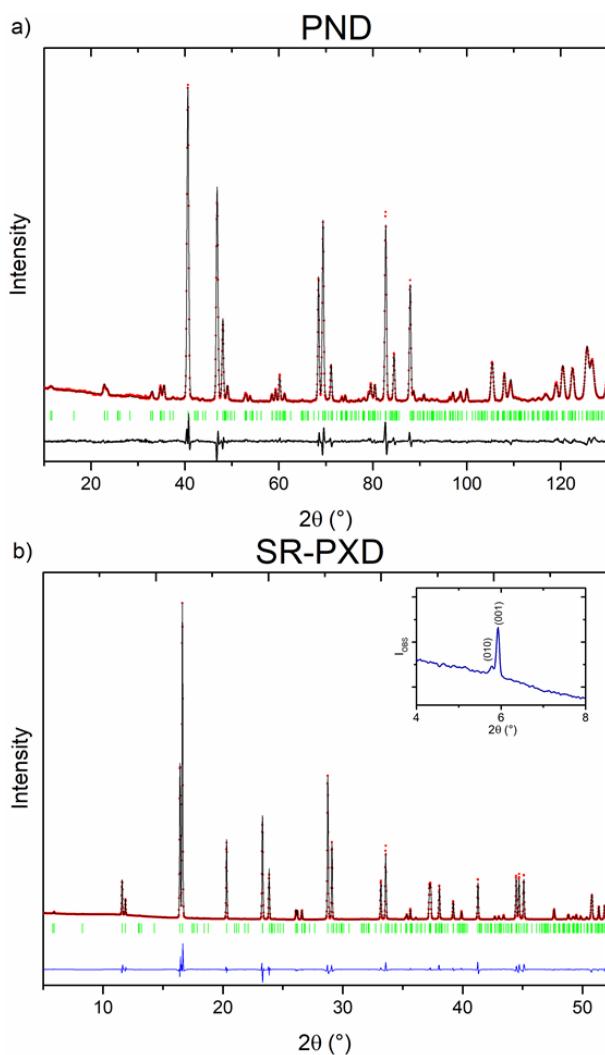 a)
PND
Intensity
20 40 60 80 100 120
2θ (°)
b)
SR-PXD
Intensity
I_OBS
(010)
(001)
4 6 8
2θ (°)
10 20 30 40 50
2θ (°)